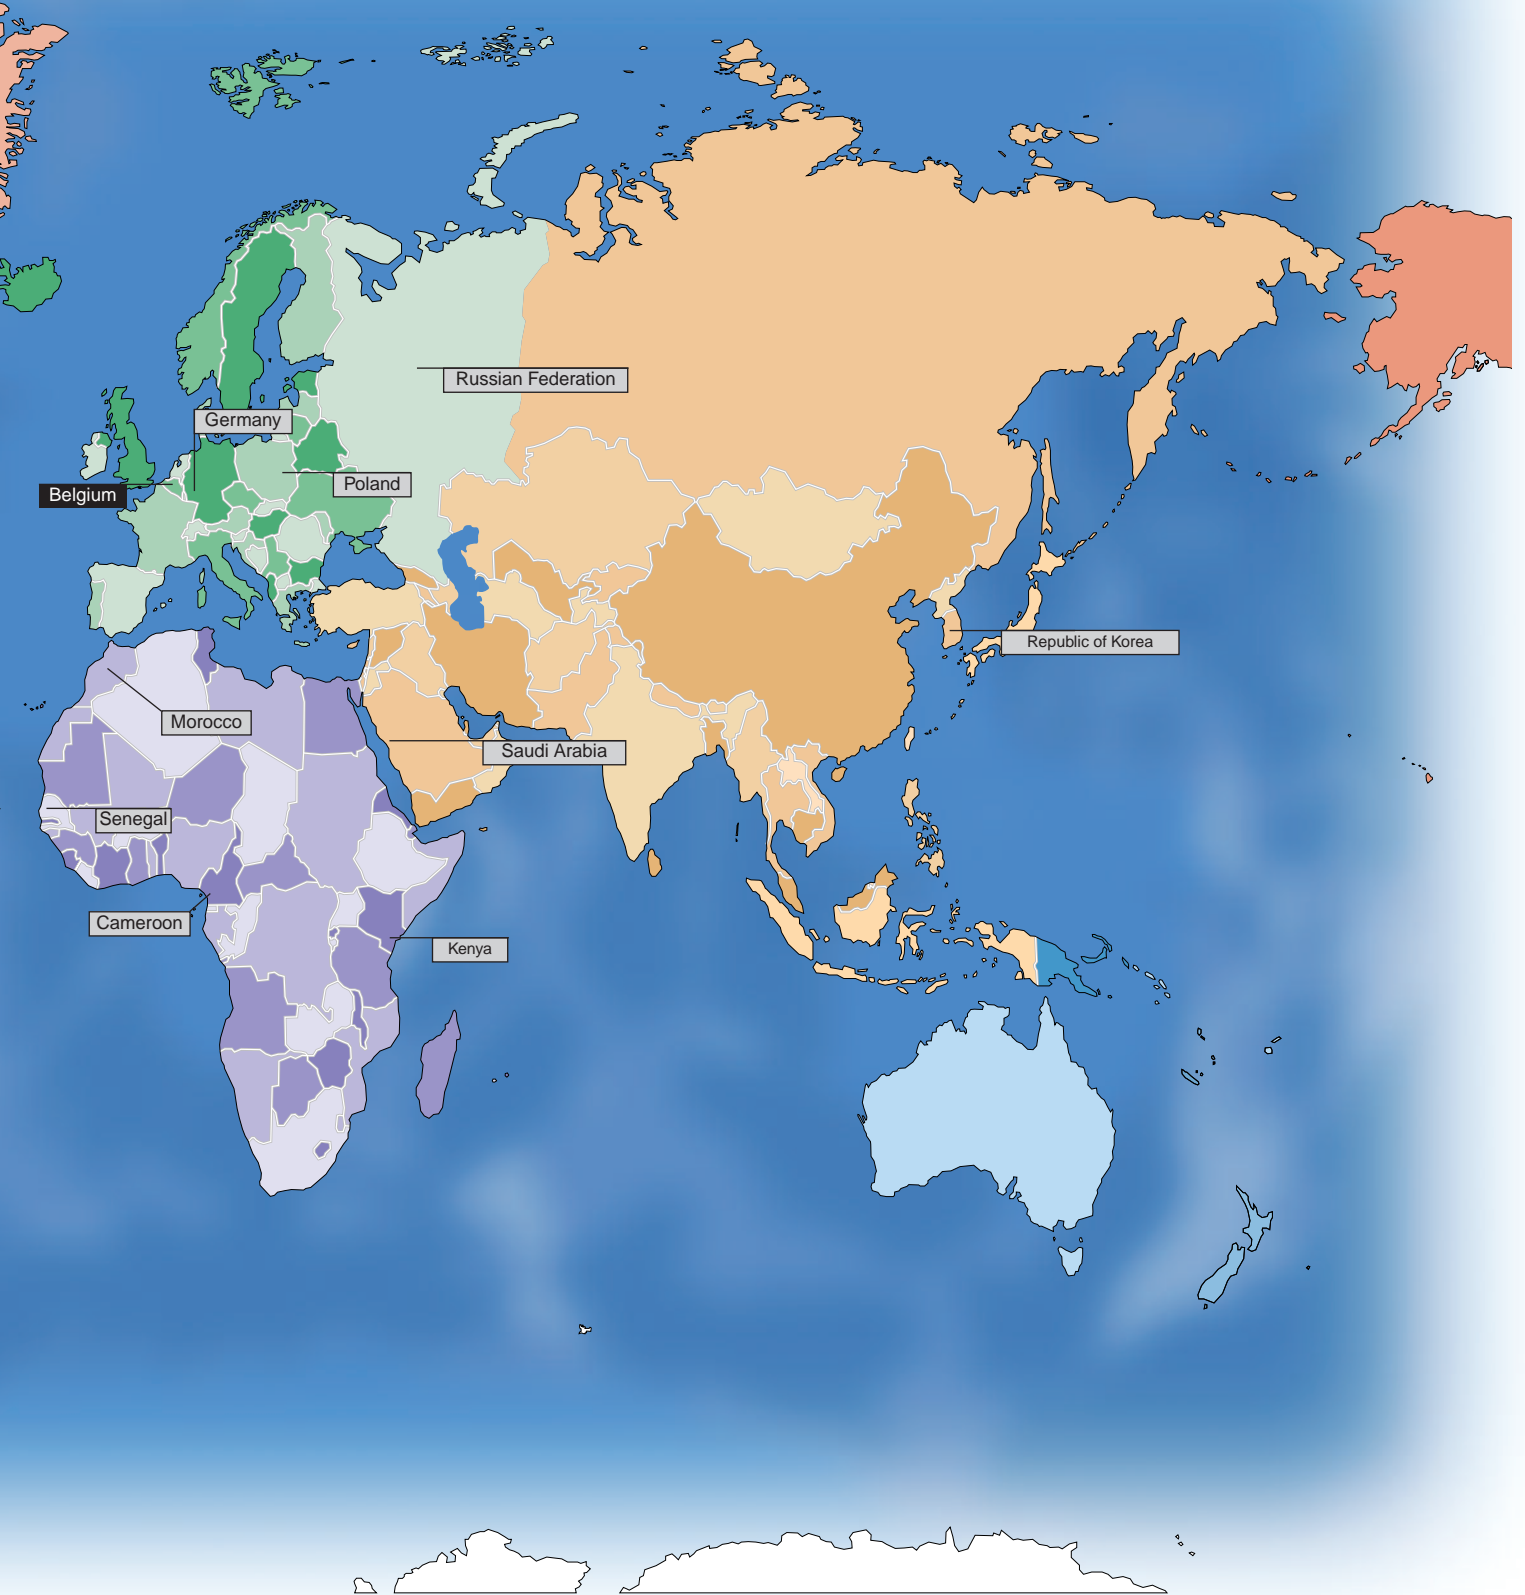 Russian Federation
Germany
Poland
Belgium
Republic of Korea
Morocco
Saudi Arabia
Senegal
Cameroon
Kenya